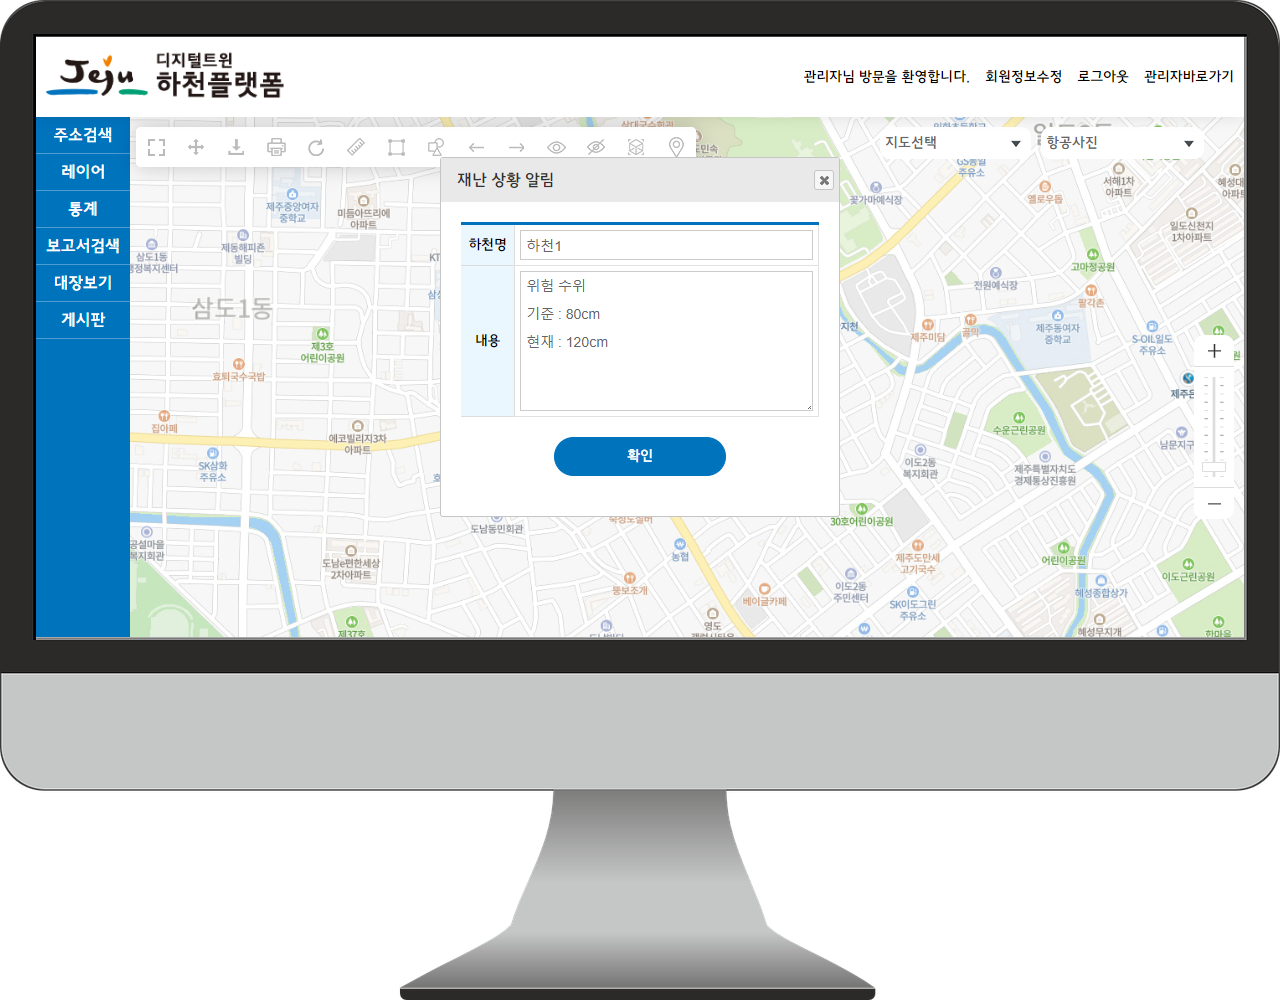 Jeju
디지털트윈
하천플랫폼
관리자님 방문을 환영합니다.
회원정보수정
로그아웃
관리자바로가기
주소검색
레이어
통계
보고서검색
대장보기
게시판
지도선택
항공사진
재난 상황 알림
하천명
하천1
내용
위험 수위
기준 : 80cm
현재 : 120cm
확인
제주중앙여자
중학교
미듬아뜨리에
아파트
제동해피존
빌딩
삼도1동
행정복지센터
삼도1동
제3호
어린이공원
효퇴국수국밥
집아페
에코빌리지3차
아파트
SK삼화
주유소
공설마을
복지회관
도남e편한세상
2차아파트
제37호
도남동민회관
농협
뚱보조개
베이글카페
영도
갤럭시타운
GS동일
주유소
꽃가마예식장
옐로우돕
서해1차
아파트
혜성대
아파
일도신천지
1차아파트
고마정공원
전원예식장
팔각촌
제주미담
곰막
제주동여자
중학교
S-OIL일도
주유소
제주은
수운근린공원
남문지구
이도2동
복지회관
제주특별자치도
경제통상진흥원
30호어린이공원
제주도만세
고기국수
어린이공원
이도근린공원
이도2동
주민센터
SK이도그린
주유소
혜성종합상가
혜성무지개
한마을